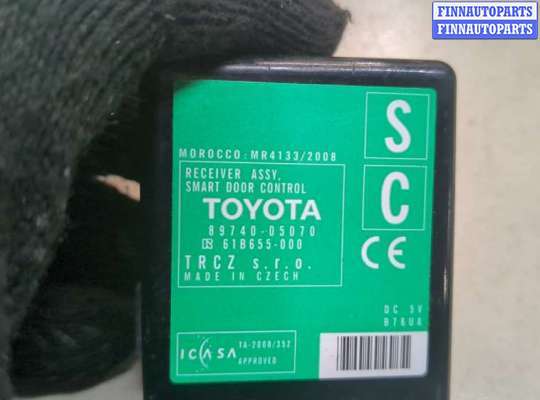 FINNAUTOPARTS
FINNAUTOPARTS
MOROCCO: MR4133/2008
S
RECEIVER ASSY,
SMART DOOR CONTROL
TOYOTA
89740-05070
61B655-000
TRCZ s.r.o.
MADE IN CZECH
C
CE
DC 5V
B76UA
ICASA
TA-2008/352
APPROVED